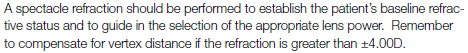 A spectacle refraction should be performed to establish the patient's baseline refrac-
tive status and to guide in the selection of the appropriate lens power.  Remember
to compensate for vertex distance if the refraction is greater than ±4.00D.